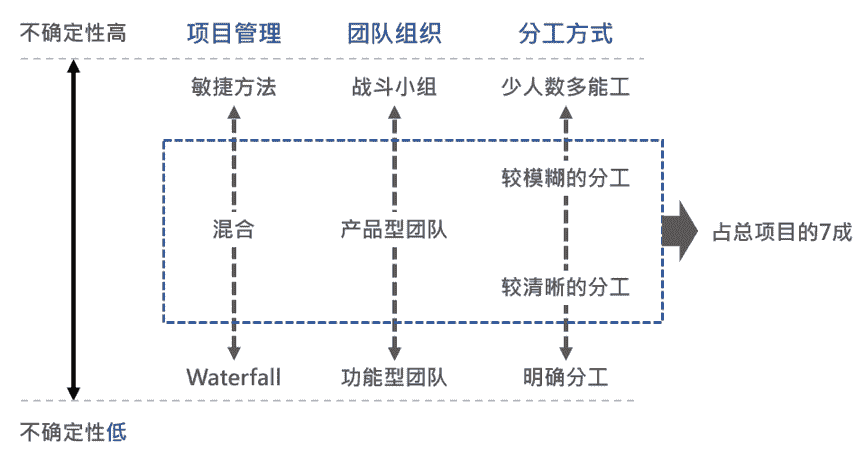 不确定性高
项目管理
团队组织
分工方式
敏捷方法
战斗小组
少人数多能工
较模糊的分工
混合
产品型团队
占总项目的7成
较清晰的分工
Waterfall
功能型团队
明确分工
不确定性低